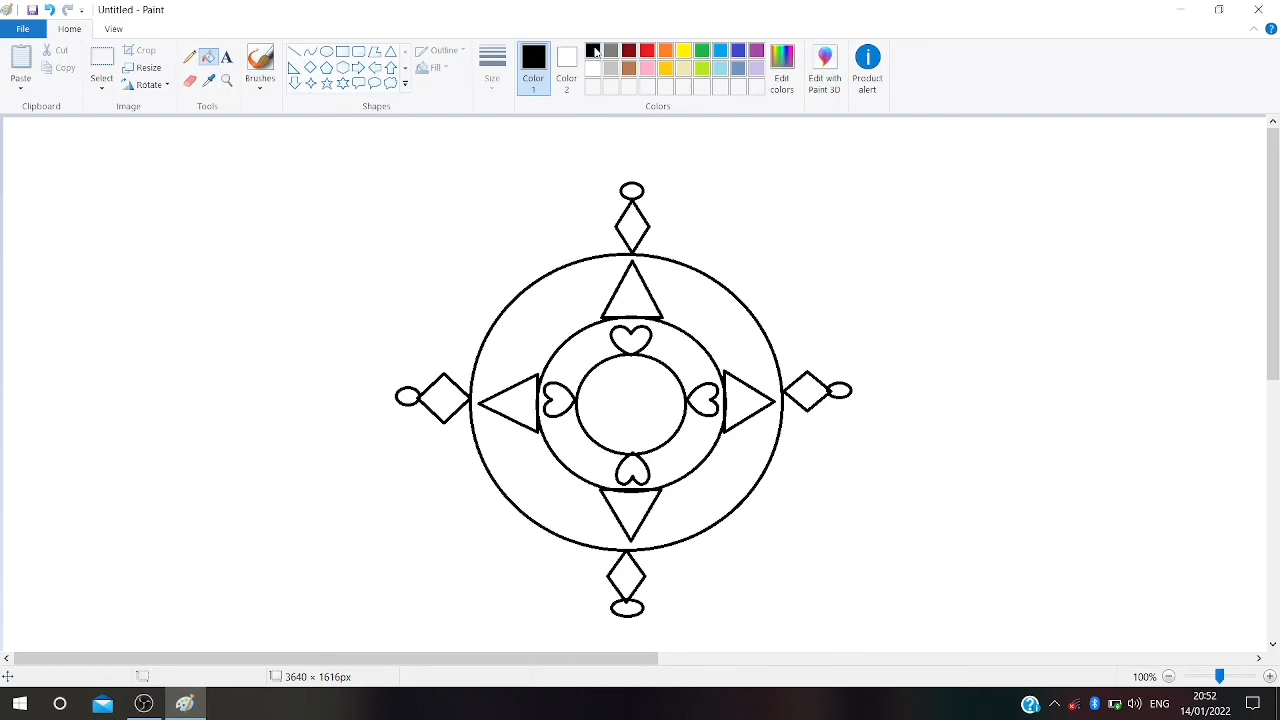 Untitled - Paint
File
Home
View
Paste
Cut
Copy
Clipboard
Select
Crop
Resize
Rotate
Image
A
Tools
Brushes
Shapes
Outline
Fill
Size
Color 1
Color 2
Colors
Edit colors
Edit with Paint 3D
Product alert
3640 × 1616px
100%
ENG
20:52
14/01/2022